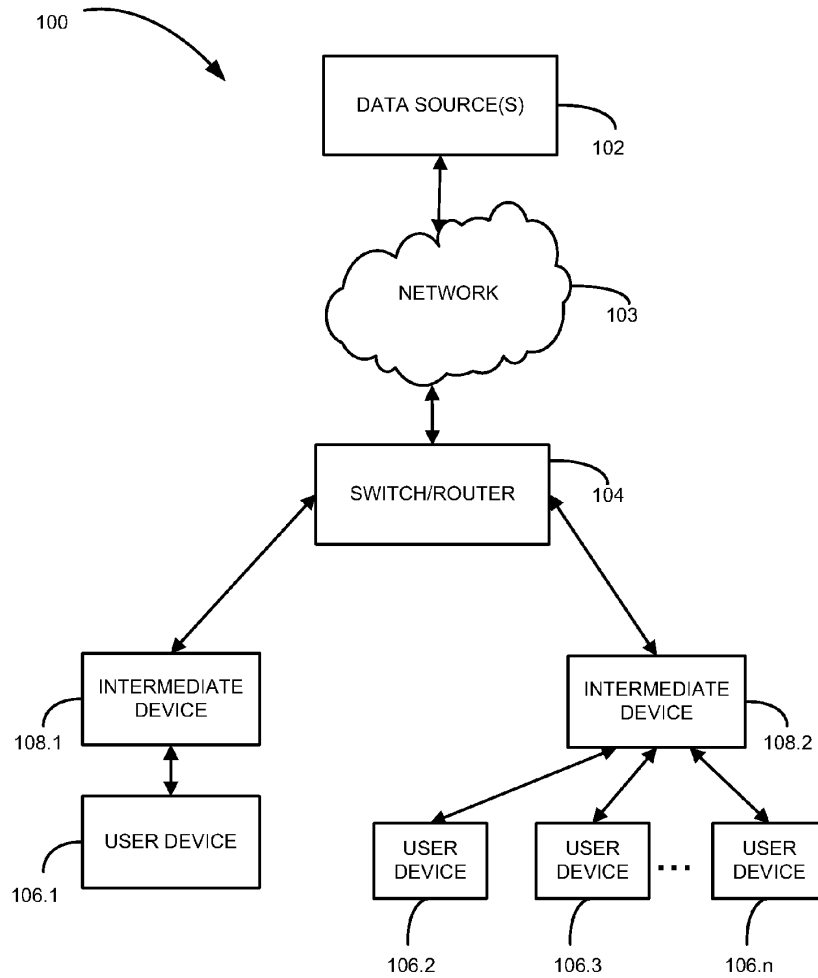 100
DATA SOURCE(S)
102
NETWORK
103
SWITCH/ROUTER
104
INTERMEDIATE
DEVICE
108.1
INTERMEDIATE
DEVICE
108.2
USER DEVICE
106.1
USER
DEVICE
106.2
USER
DEVICE
106.3
...
USER
DEVICE
106.n